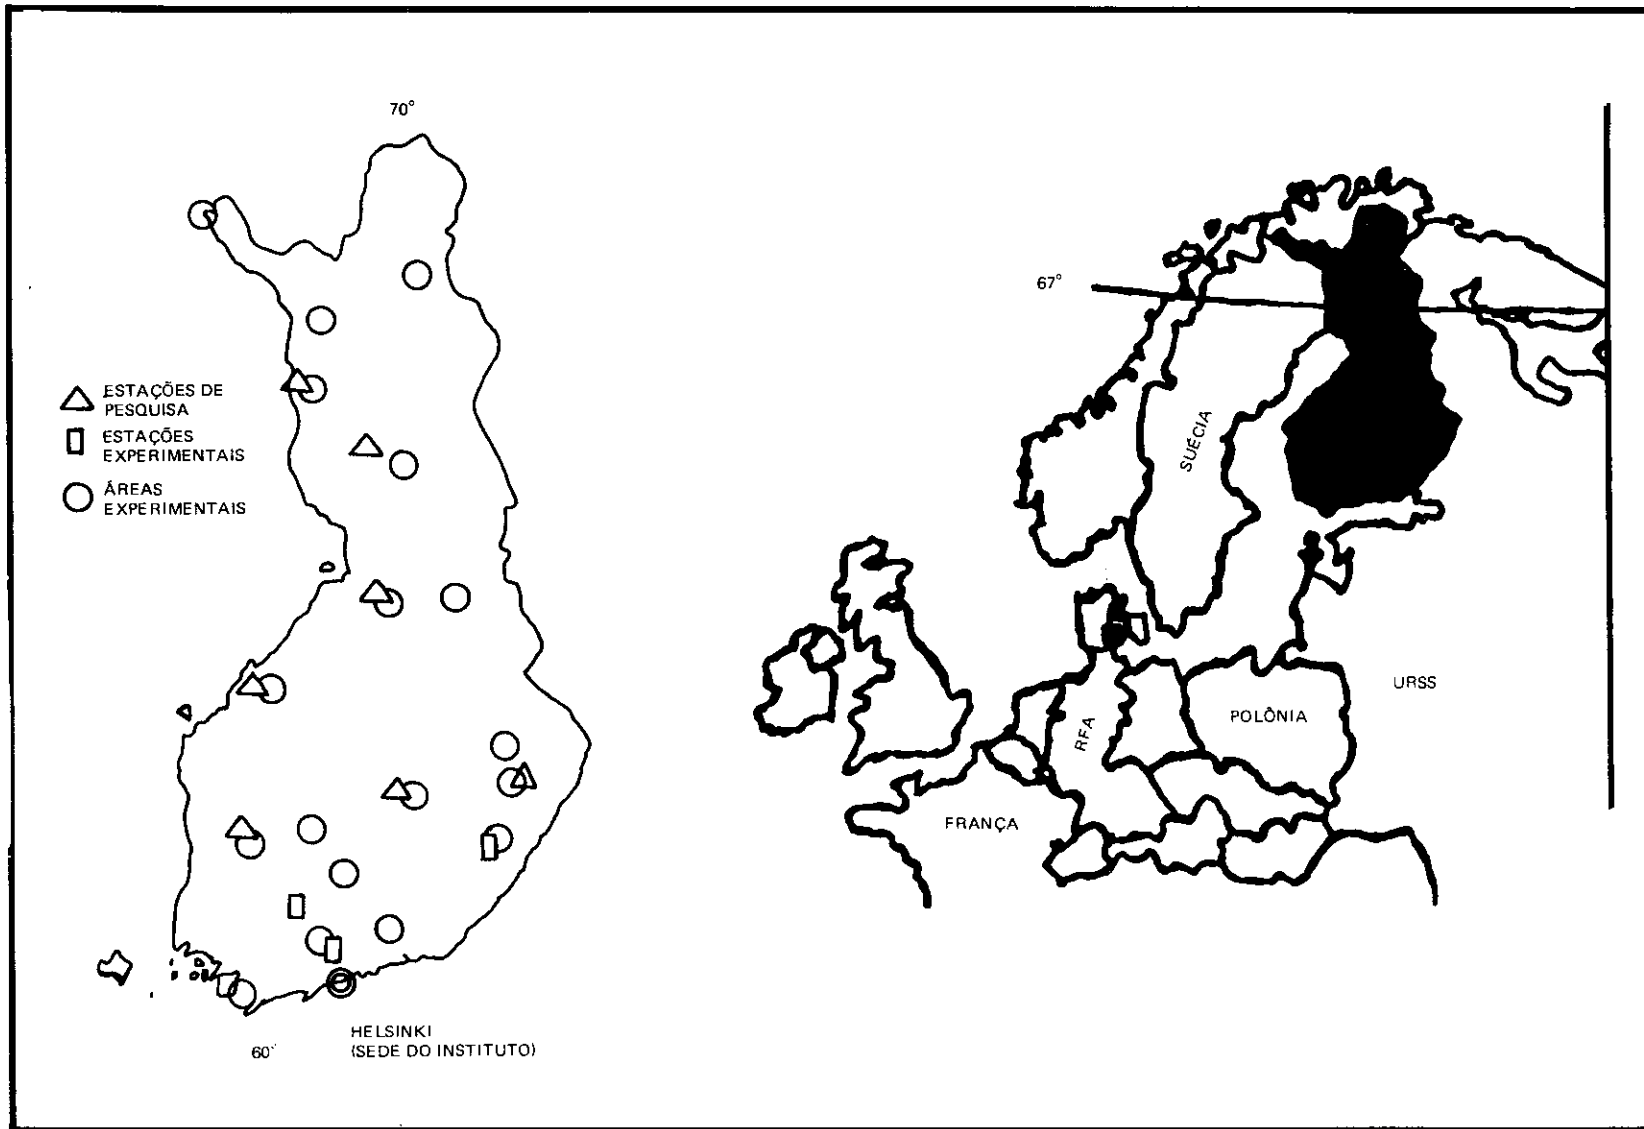 70°
ESTAÇÕES DE
PESQUISA
ESTAÇÕES
EXPERIMENTAIS
ÁREAS
EXPERIMENTAIS
HELSINKI
(SEDE DO INSTITUTO)
60°
67°
SUÉCIA
URSS
POLÔNIA
RFA
FRANÇA